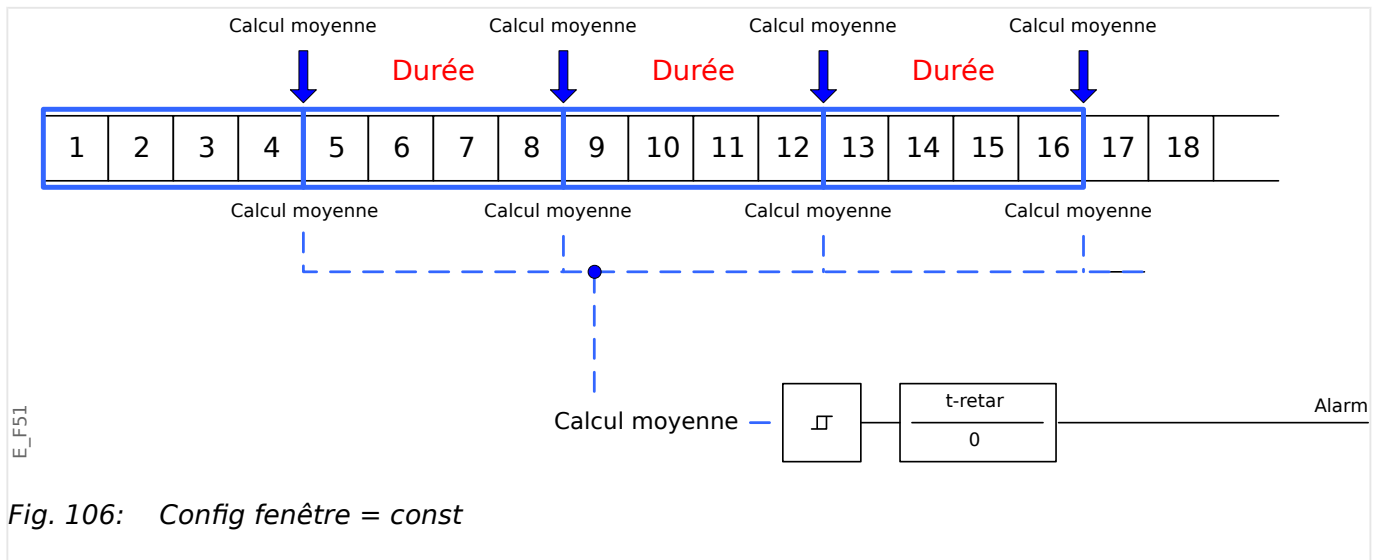 Calcul moyenne Calcul moyenne Calcul moyenne Calcul moyenne
Durée Durée Durée
1 2 3 4 5 6 7 8 9 10 11 12 13 14 15 16 17 18
Calcul moyenne Calcul moyenne Calcul moyenne Calcul moyenne
Calcul moyenne
t-retar
0
Alarm
E_F51
Fig. 106: Config fenêtre = const